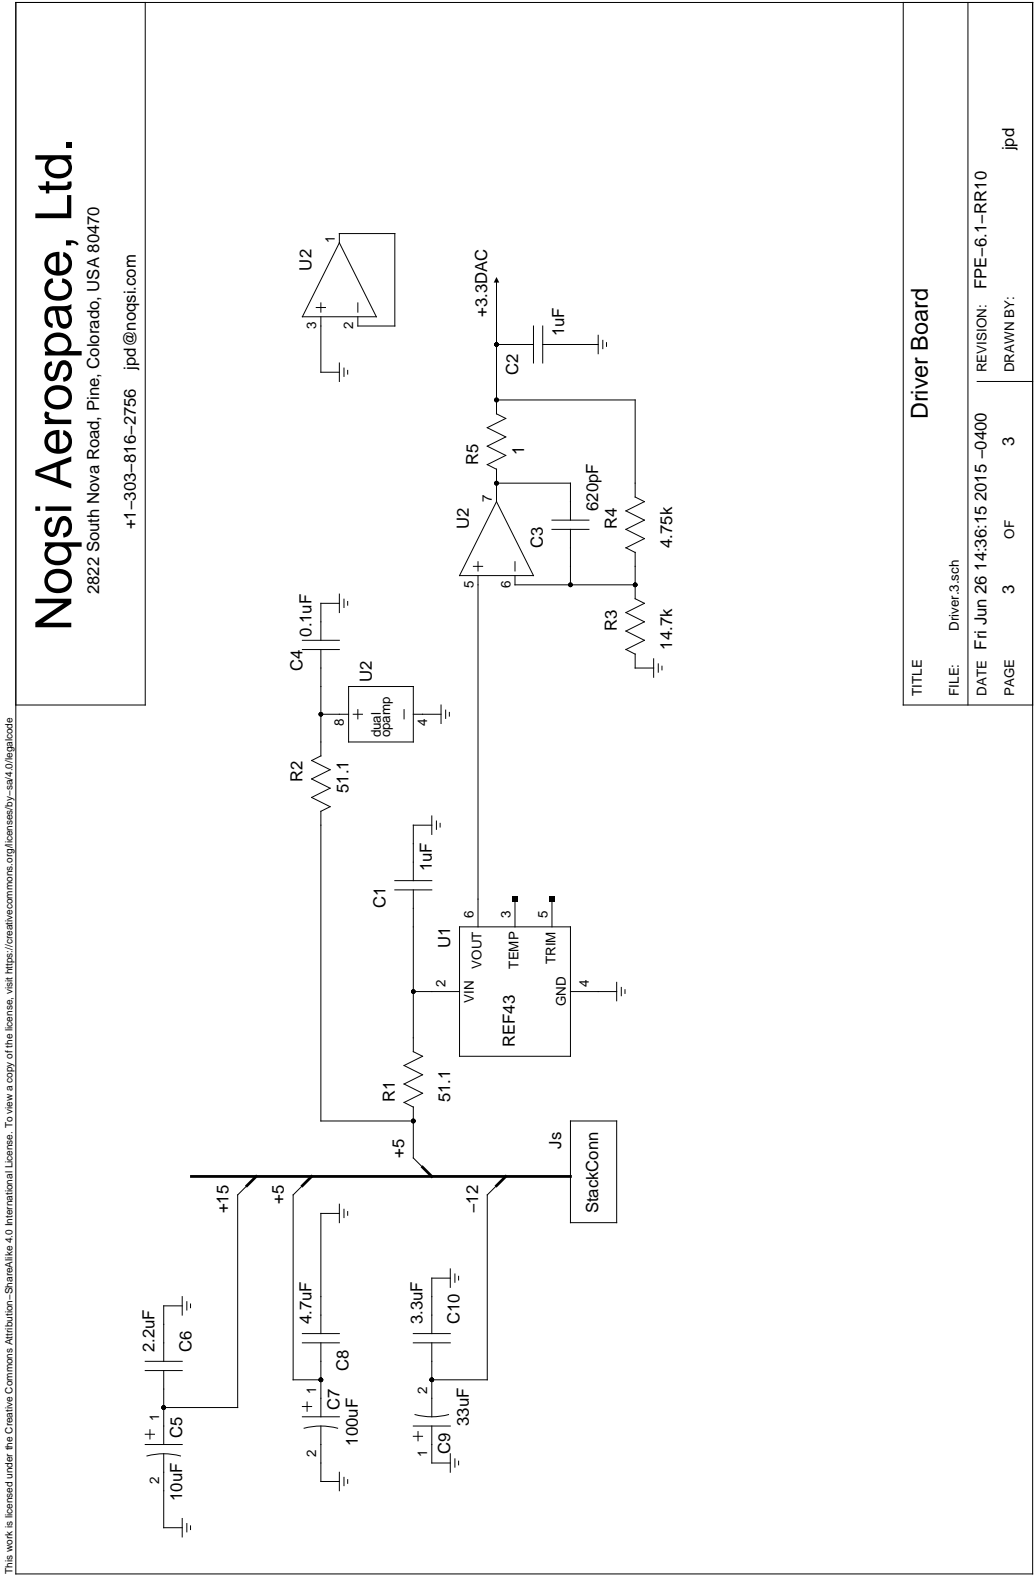 This work is licensed under the Creative Commons Attribution−ShareAlike 4.0 International License. To view a copy of the license, visit https://creativecommons.org/licenses/by−sa/4.0/legalcode
Noqsi Aerospace, Ltd.
2822 South Nova Road, Pine, Colorado, USA 80470
+1−303−816−2756 jpd@noqsi.com
2.2uF
C6
+
1
2
C5
10uF
+15
4.7uF
C8
+
1
2
C7
100uF
+5
3.3uF
C10
2
1
+
C9
33uF
−12
+5
Js
StackConn
R1
51.1
C1
1uF
R2
51.1
C4
0.1uF
U2
8
+
dual
opamp
−
4
U1
2
VIN
REF43
VOUT
6
TEMP
3
TRIM
5
GND
4
U2
5
+
6
−
7
C3
620pF
R5
1
R4
4.75k
R3
14.7k
C2
1uF
+3.3DAC
U2
3
+
2
−
1
TITLE
Driver Board
FILE: Driver.3.sch
DATE Fri Jun 26 14:36:15 2015 −0400
REVISION: FPE−6.1−RR10
PAGE 3 OF 3
DRAWN BY: jpd